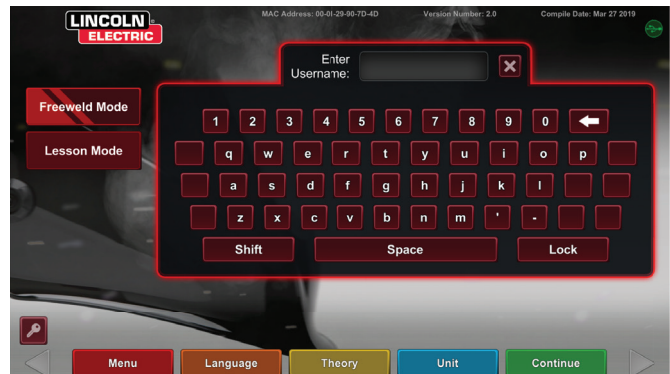 LINCOLN®
ELECTRIC
MAC Address: 00-0I-29-90-7D-4D Version Number: 2.0 Compile Date: Mar 27 2019
Enter
Username:
Freeweld Mode
Lesson Mode
1 2 3 4 5 6 7 8 9 0
q w e r t y u i o p
a s d f g h j k l
z x c v b n m ' -
Shift Space Lock
Menu Language Theory Unit Continue